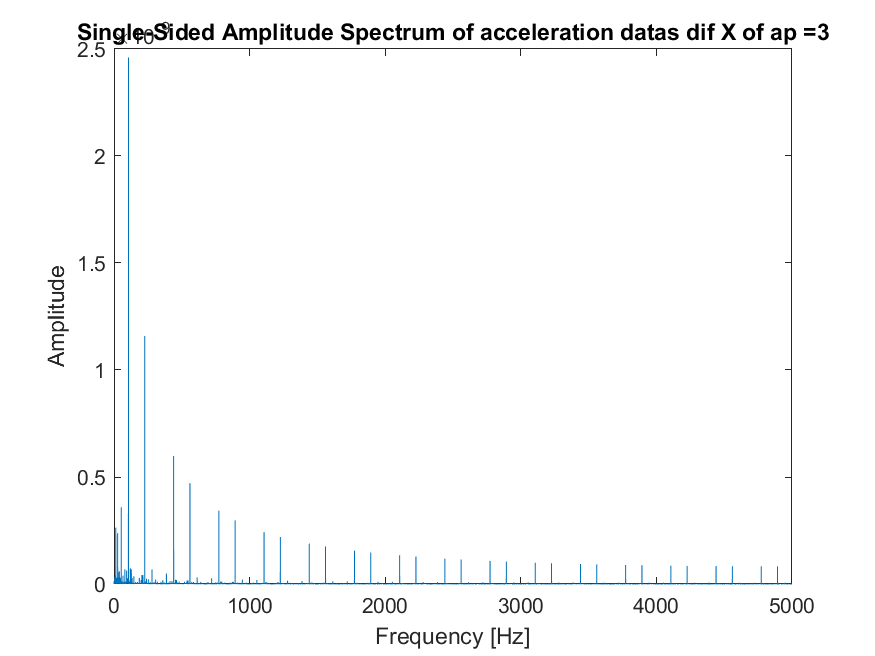 Single-Sided Amplitude Spectrum of acceleration datas dif X of ap =3
2.5
2
1.5
1
0.5
0
Amplitude
0 1000 2000 3000 4000 5000
Frequency [Hz]